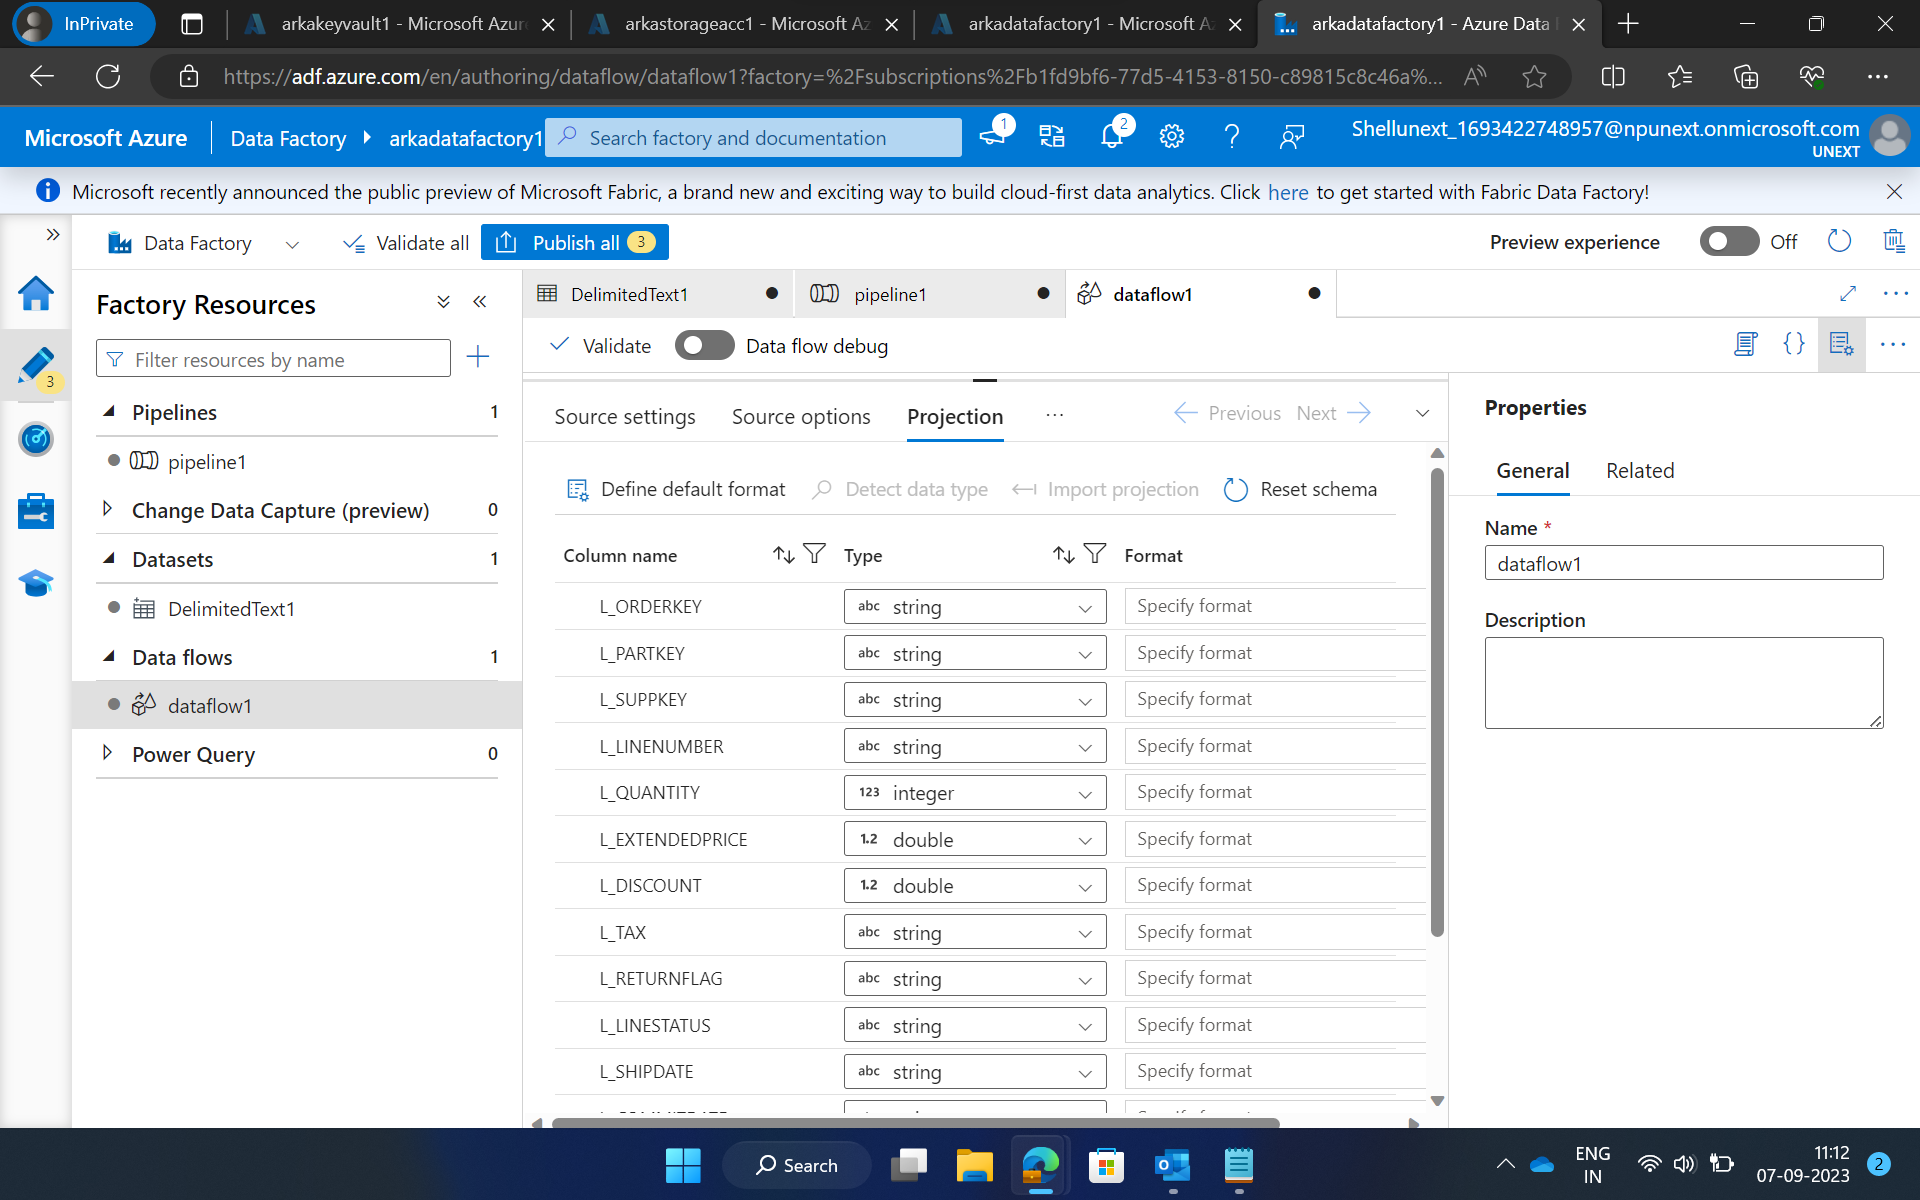 InPrivate
arkakeyvault1 - Microsoft Azur
arkastorageacc1 - Microsoft Az
arkadatafactory1 - Microsoft A
arkadatafactory1 - Azure Data
https://adf.azure.com/en/authoring/dataflow/dataflow1?factory=%2Fsubscriptions%2Fb1fd9bf6-77d5-4153-8150-c89815c8c46a%...
Microsoft Azure
Data Factory
arkadatafactory1
Search factory and documentation
1
2
Shellunext_1693422748957@npunext.onmicrosoft.com
UNEXT
Microsoft recently announced the public preview of Microsoft Fabric, a brand new and exciting way to build cloud-first data analytics. Click here to get started with Fabric Data Factory!
Data Factory
Validate all
Publish all 3
Preview experience
Off
Factory Resources
Filter resources by name
3
Pipelines 1
pipeline1
Change Data Capture (preview) 0
Datasets 1
DelimitedText1
Data flows 1
dataflow1
Power Query 0
DelimitedText1
pipeline1
dataflow1
Validate
Data flow debug
Source settings
Source options
Projection
...
Previous
Next
Define default format
Detect data type
Import projection
Reset schema
Column name Type Format
L_ORDERKEY abc string Specify format
L_PARTKEY abc string Specify format
L_SUPPKEY abc string Specify format
L_LINENUMBER abc string Specify format
L_QUANTITY 123 integer Specify format
L_EXTENDEDPRICE 1.2 double Specify format
L_DISCOUNT 1.2 double Specify format
L_TAX abc string Specify format
L_RETURNFLAG abc string Specify format
L_LINESTATUS abc string Specify format
L_SHIPDATE abc string Specify format
Properties
General
Related
Name *
dataflow1
Description
Search
ENG
IN
11:12
07-09-2023
2